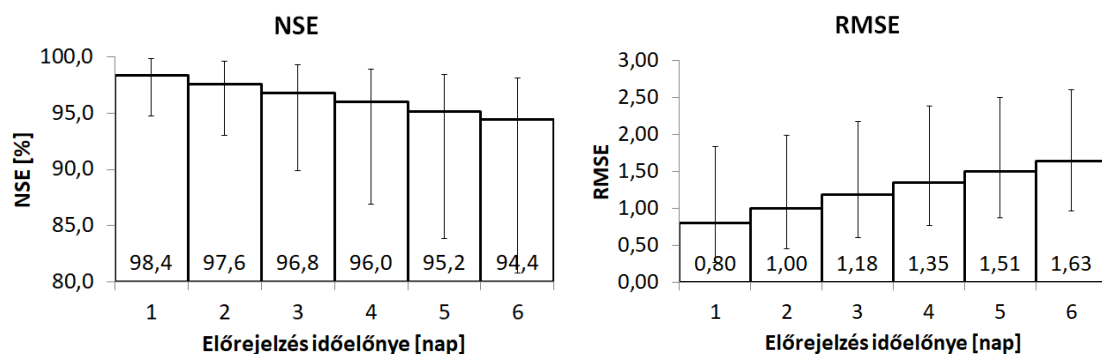 NSE
100,0
95,0
90,0
85,0
80,0
NSE [%]
98,4 97,6 96,8 96,0 95,2 94,4
1 2 3 4 5 6
Előrejelzés időelőnye [nap]
RMSE
3,00
2,50
2,00
1,50
1,00
0,50
0,00
RMSE
0,80 1,00 1,18 1,35 1,51 1,63
1 2 3 4 5 6
Előrejelzés időelőnye [nap]